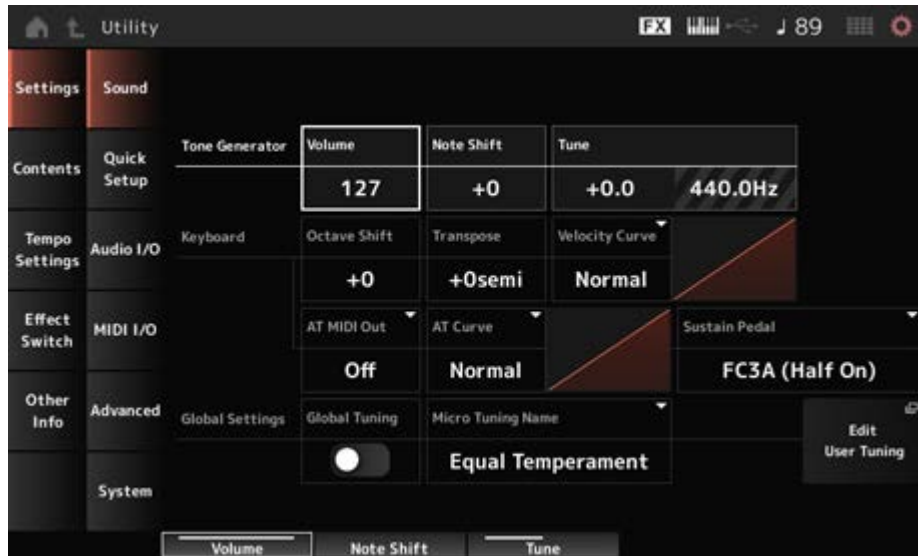 Utility
FX
♩ 89
Settings
Sound
Contents
Quick
Setup
Tempo
Settings
Audio I/O
Effect
Switch
MIDI I/O
Other
Info
Advanced
System
Tone Generator
Volume
Note Shift
Tune
127
+0
+0.0
440.0Hz
Keyboard
Octave Shift
Transpose
Velocity Curve
+0
+0semi
Normal
AT MIDI Out
AT Curve
Sustain Pedal
Off
Normal
FC3A (Half On)
Global Settings
Global Tuning
Micro Tuning Name
Equal Temperament
Edit
User Tuning
Volume
Note Shift
Tune